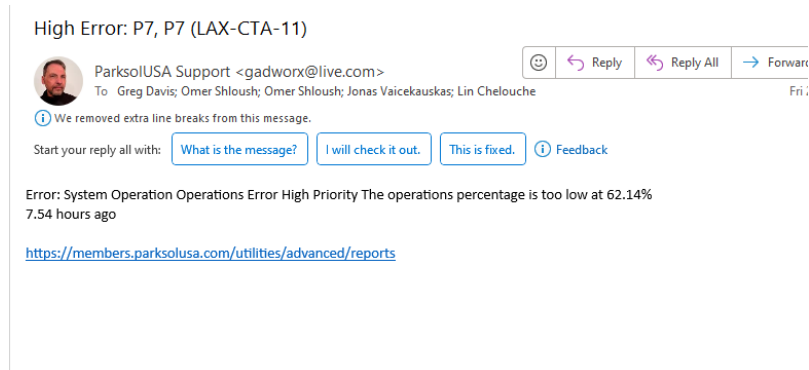 High Error: P7, P7 (LAX-CTA-11)
ParksolUSA Support <gadworx@live.com>
Reply
Reply All
Forward
To Greg Davis; Omer Shloush; Omer Shloush; Jonas Vaicekauskas; Lin Chelouche
Fri
We removed extra line breaks from this message.
Start your reply all with:
What is the message?
I will check it out.
This is fixed.
Feedback
Error: System Operation Operations Error High Priority The operations percentage is too low at 62.14%
7.54 hours ago
https://members.parksolusa.com/utilities/advanced/reports